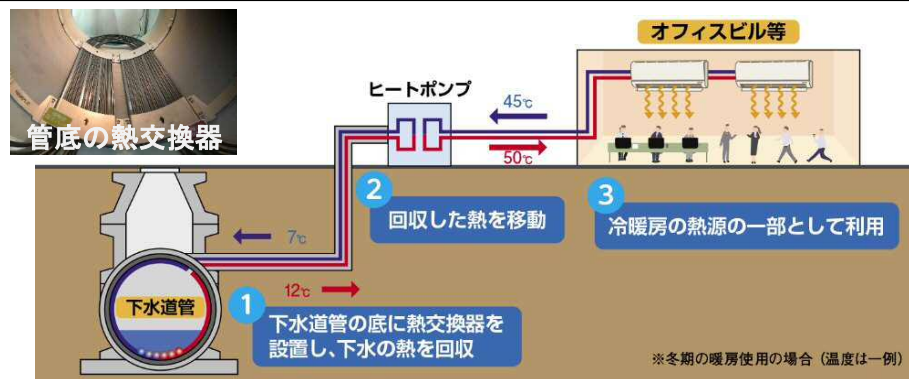 管底の熱交換器
オフィスビル等
ヒートポンプ
45℃
50℃
7℃
12℃
下水道管
1
下水道管の底に熱交換器を
設置し、下水の熱を回収
2
回収した熱を移動
3
冷暖房の熱源の一部として利用
※冬期の暖房使用の場合（温度は一例）